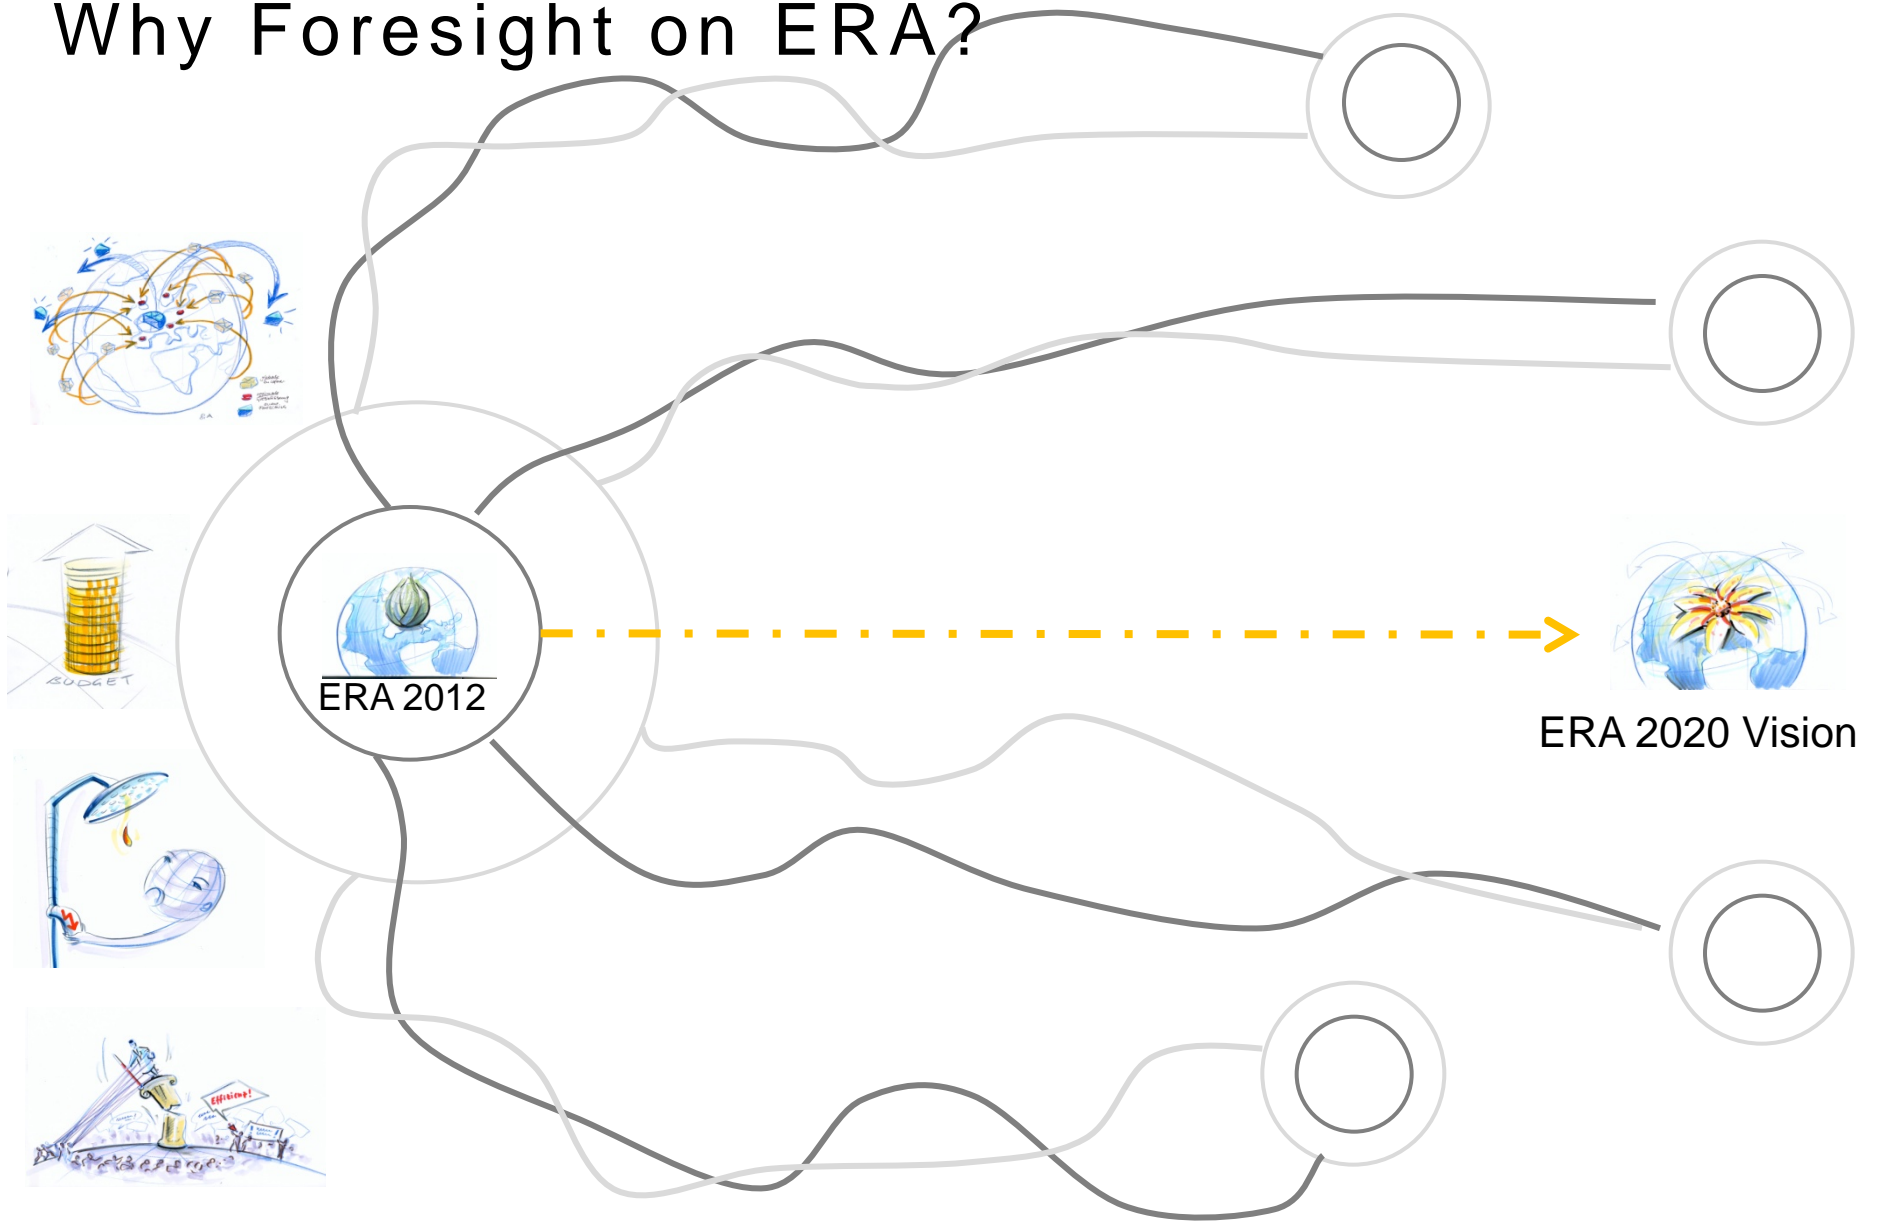 Why Foresight on ERA?
BUDGET
ERA 2012
ERA 2020 Vision
Efficient!